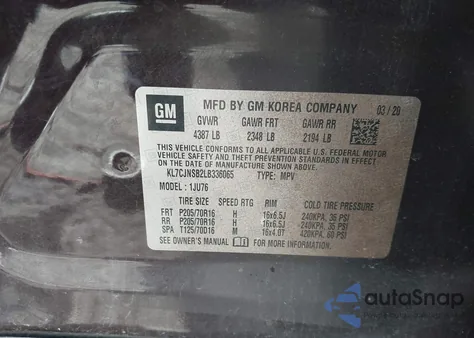 GM
MFD BY GM KOREA COMPANY 03 / 20
GVWR GAWR FRT GAWR RR
4387 LB 2348 LB 2194 LB
THIS VEHICLE CONFORMS TO ALL APPLICABLE U.S. FEDERAL MOTOR
VEHICLE SAFETY, BUMPER, AND THEFT PREVENTION STANDARDS IN EFFECT
ON THE DATE OF MANUFACTURE SHOWN ABOVE.
KL7CJNSB2LB336065 TYPE: MPV
MODEL: 1JU76
TIRE SIZE SPEED RTG RIM COLD TIRE PRESSURE
FRT P205/70R16 H 16x6.5J 240KPA, 35 PSI
RR P205/70R16 H 16x6.5J 240KPA, 35 PSI
SPA T125/70D16 M 16x4.0T 420KPA, 60 PSI
SEE OWNER'S MANUAL FOR MORE INFORMATION.
autoSnap